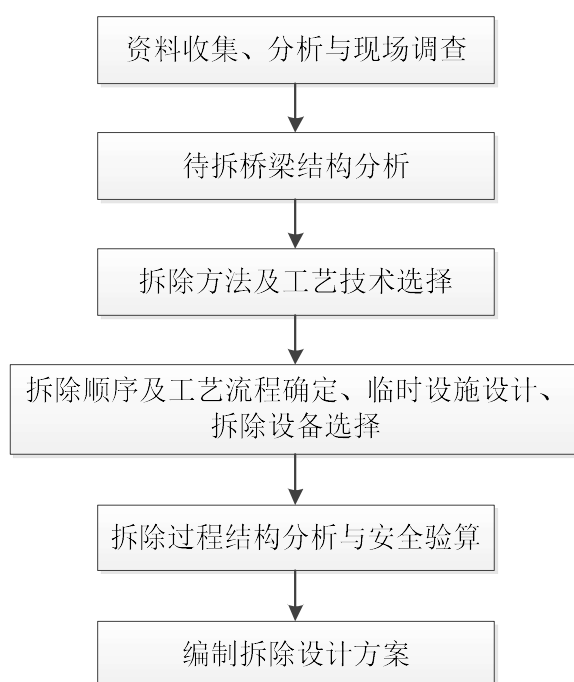 资料收集、分析与现场调查
待拆桥梁结构分析
拆除方法及工艺技术选择
拆除顺序及工艺流程确定、临时设施设计、
拆除设备选择
拆除过程结构分析与安全验算
编制拆除设计方案